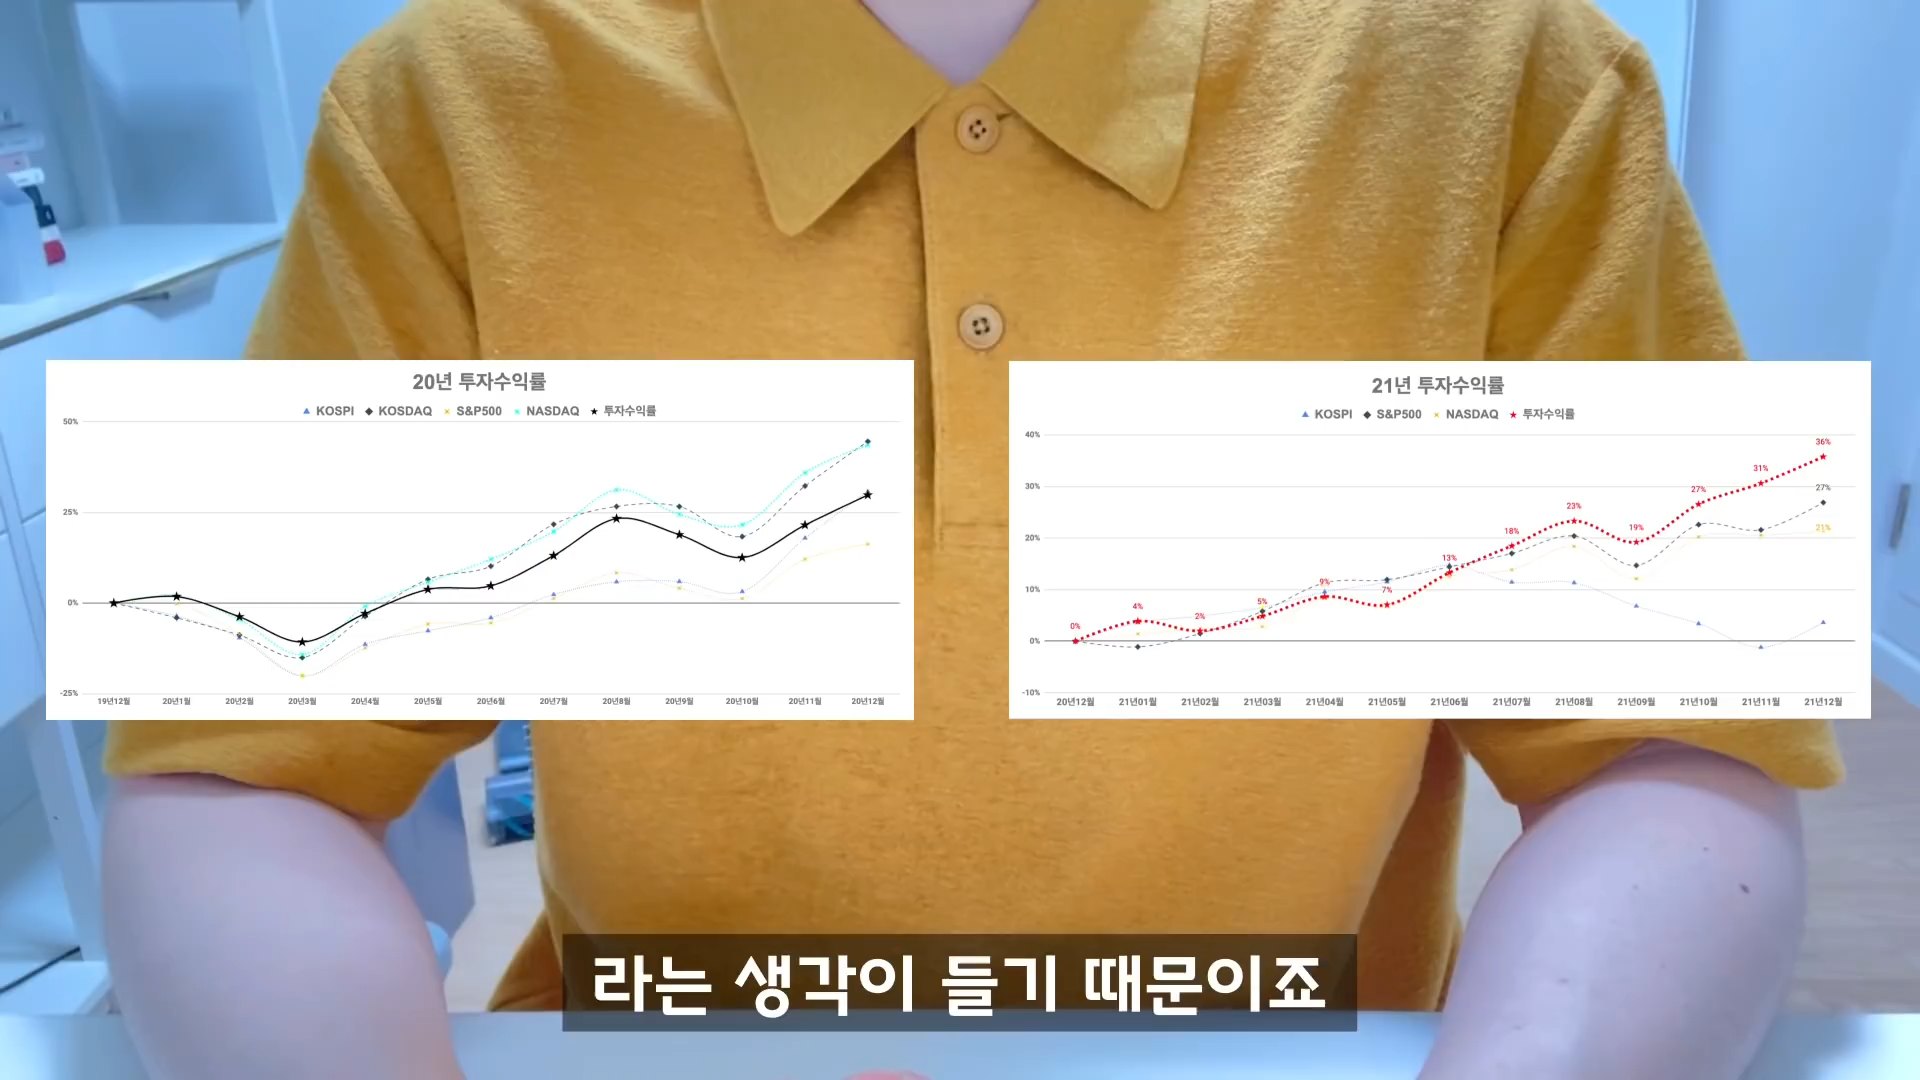 20년 투자수익률
KOSPI KOSDAQ S&P500 NASDAQ 투자수익률
50%
25%
0%
-25%
19년12월 20년1월 20년2월 20년3월 20년4월 20년5월 20년6월 20년7월 20년8월 20년9월 20년10월 20년11월 20년12월
21년 투자수익률
KOSPI S&P500 NASDAQ 투자수익률
40%
30%
20%
10%
0%
-10%
0% 4% 2% 5% 9% 7% 13% 18% 23% 19% 27% 31% 36%
27%
21%
20년12월 21년01월 21년02월 21년03월 21년04월 21년05월 21년06월 21년07월 21년08월 21년09월 21년10월 21년11월 21년12월
라는 생각이 들기 때문이죠